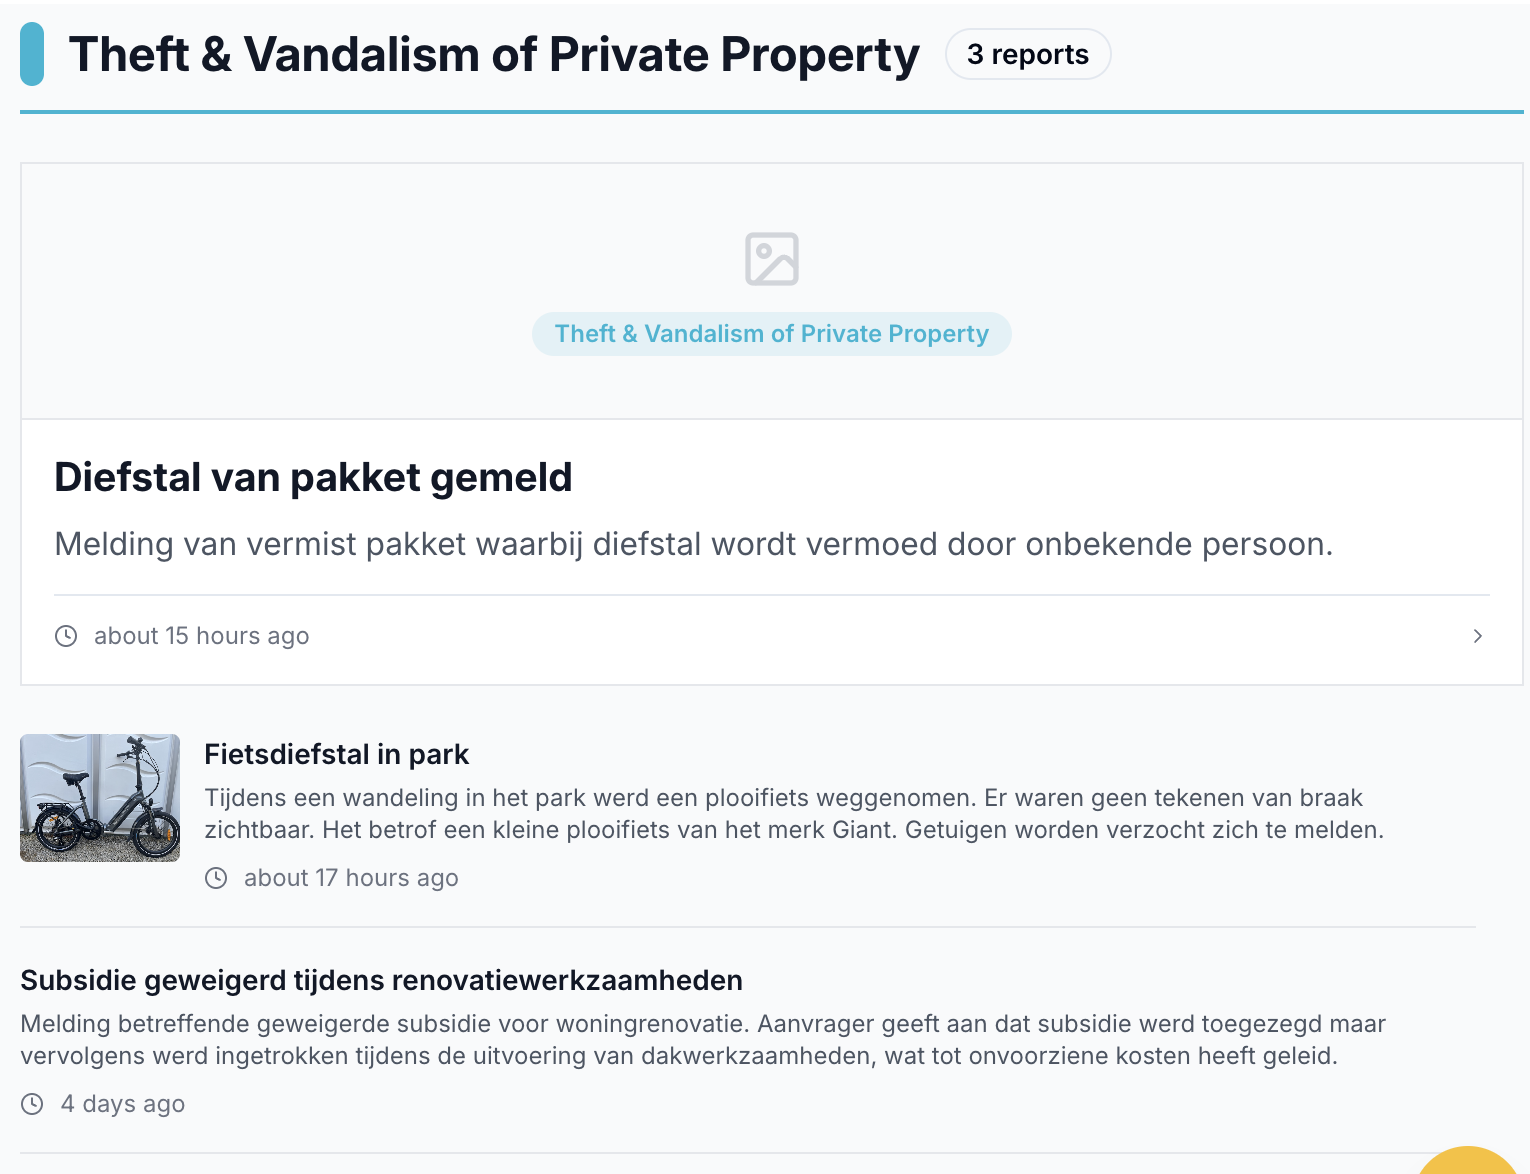 Theft & Vandalism of Private Property
3 reports
Theft & Vandalism of Private Property
Diefstal van pakket gemeld
Melding van vermist pakket waarbij diefstal wordt vermoed door onbekende persoon.
about 15 hours ago
Fietsdiefstal in park
Tijdens een wandeling in het park werd een plooifiets weggenomen. Er waren geen tekenen van braak
zichtbaar. Het betrof een kleine plooifiets van het merk Giant. Getuigen worden verzocht zich te melden.
about 17 hours ago
Subsidie geweigerd tijdens renovatiewerkzaamheden
Melding betreffende geweigerde subsidie voor woningrenovatie. Aanvrager geeft aan dat subsidie werd toegezegd maar
vervolgens werd ingetrokken tijdens de uitvoering van dakwerkzaamheden, wat tot onvoorziene kosten heeft geleid.
4 days ago